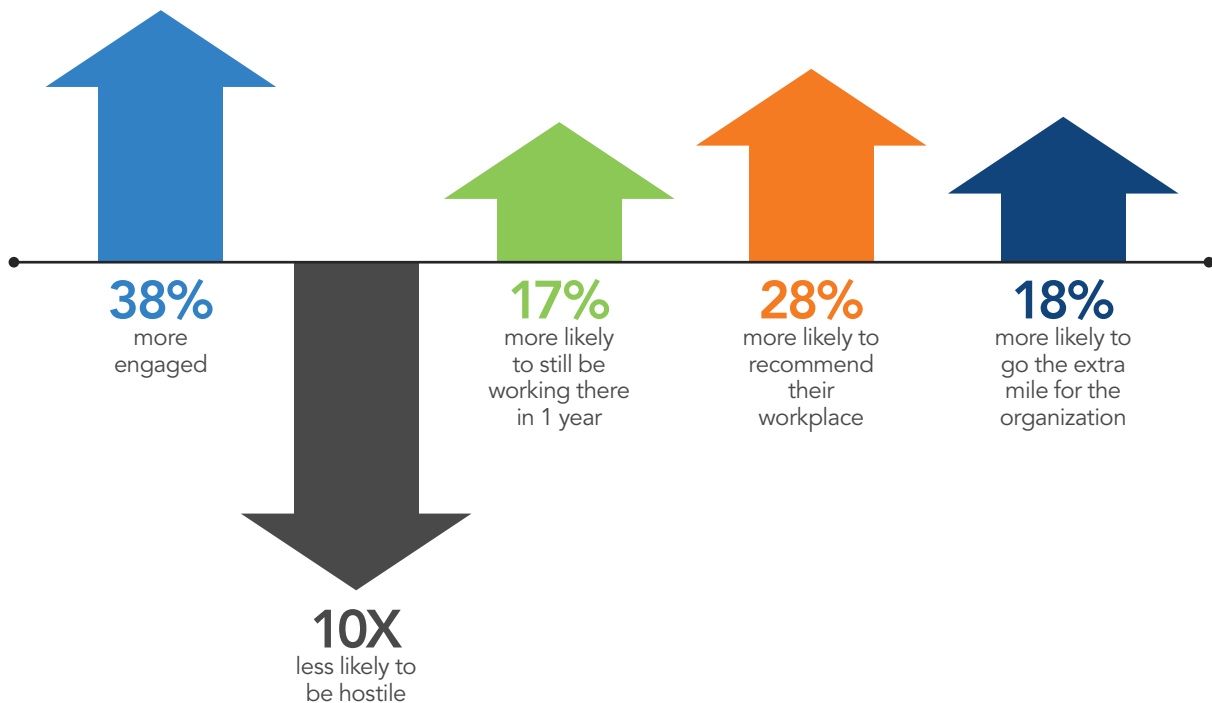 38%
more
engaged
10X
less likely to
be hostile
17%
more likely
to still be
working there
in 1 year
28%
more likely to
recommend
their
workplace
18%
more likely to
go the extra
mile for the
organization